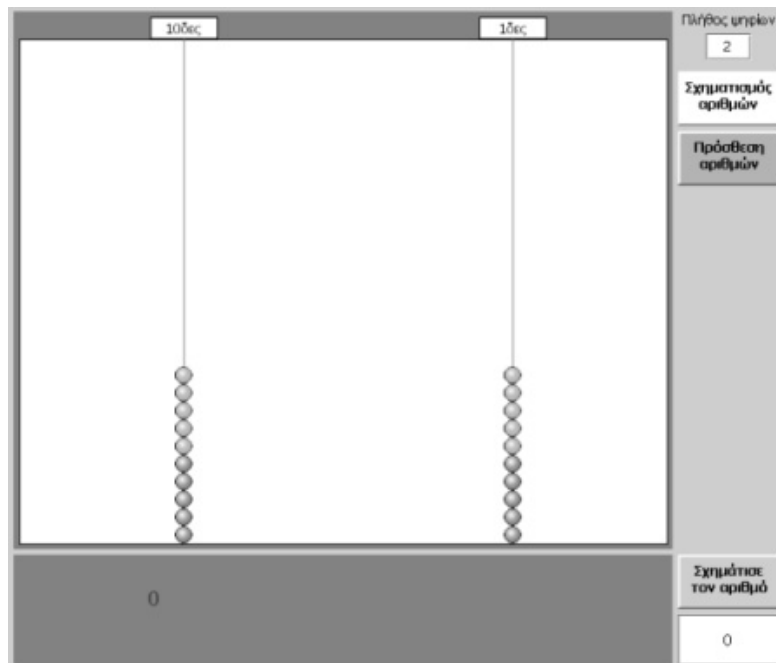 10δες
1δες
Πλήθος ψηφίων
2
Σχηματισμός
αριθμών
Πρόσθεση
αριθμών
0
Σχημάτισε
τον αριθμό
0